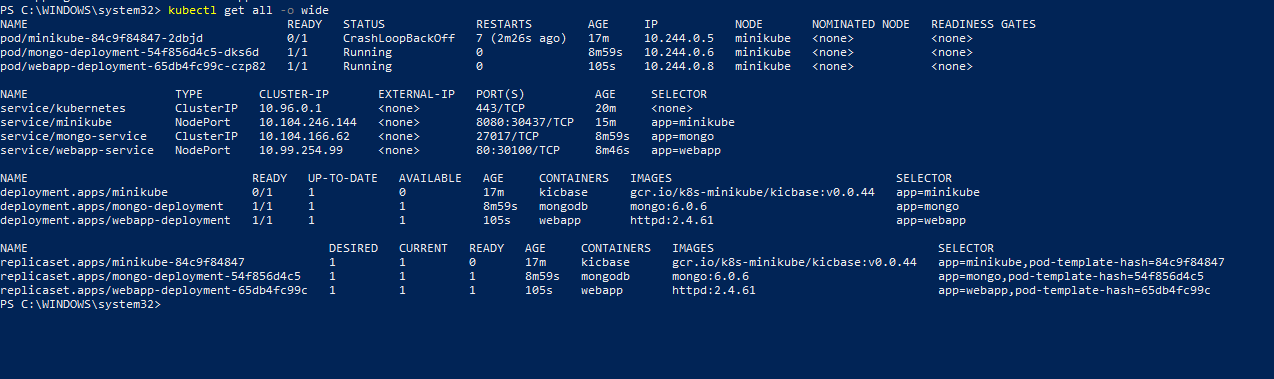 PS C:\WINDOWS\system32> kubectl get all -o wide
NAME READY STATUS RESTARTS AGE IP NODE NOMINATED NODE READINESS GATES
pod/minikube-84c9f84847-2dbjd 0/1 CrashLoopBackOff 7 (2m26s ago) 17m 10.244.0.5 minikube <none> <none>
pod/mongo-deployment-54f856d4c5-dks6d 1/1 Running 0 8m59s 10.244.0.6 minikube <none> <none>
pod/webapp-deployment-65db4fc99c-czp82 1/1 Running 0 105s 10.244.0.8 minikube <none> <none>
NAME TYPE CLUSTER-IP EXTERNAL-IP PORT(S) AGE SELECTOR
service/kubernetes ClusterIP 10.96.0.1 <none> 443/TCP 20m <none>
service/minikube NodePort 10.104.246.144 <none> 8080:30437/TCP 15m app=minikube
service/mongo-service ClusterIP 10.104.166.62 <none> 27017/TCP 8m59s app=mongo
service/webapp-service NodePort 10.99.254.99 <none> 80:30100/TCP 8m46s app=webapp
NAME READY UP-TO-DATE AVAILABLE AGE CONTAINERS IMAGES SELECTOR
deployment.apps/minikube 0/1 1 0 17m kicbase gcr.io/k8s-minikube/kicbase:v0.0.44 app=minikube
deployment.apps/mongo-deployment 1/1 1 1 8m59s mongodb mongo:6.0.6 app=mongo
deployment.apps/webapp-deployment 1/1 1 1 105s webapp httpd:2.4.61 app=webapp
NAME DESIRED CURRENT READY AGE CONTAINERS IMAGES SELECTOR
replicaset.apps/minikube-84c9f84847 1 1 0 17m kicbase gcr.io/k8s-minikube/kicbase:v0.0.44 app=minikube,pod-template-hash=84c9f84847
replicaset.apps/mongo-deployment-54f856d4c5 1 1 1 8m59s mongodb mongo:6.0.6 app=mongo,pod-template-hash=54f856d4c5
replicaset.apps/webapp-deployment-65db4fc99c 1 1 1 105s webapp httpd:2.4.61 app=webapp,pod-template-hash=65db4fc99c
PS C:\WINDOWS\system32>